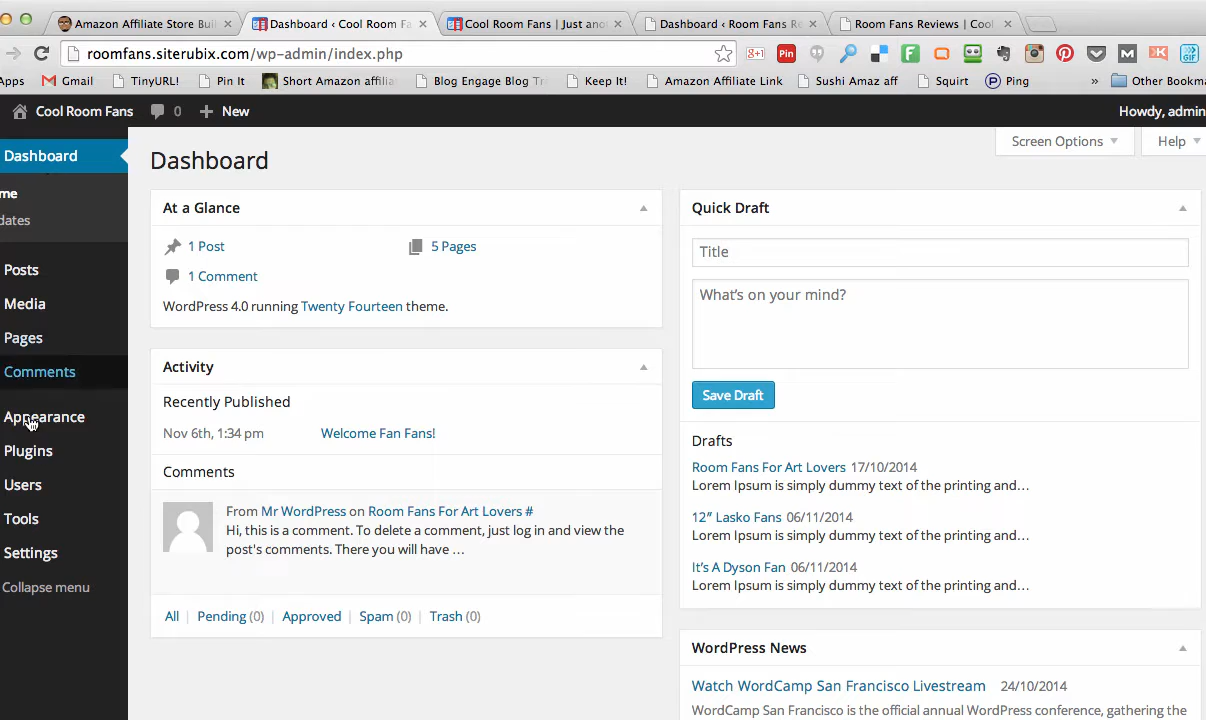 Amazon Affiliate Store Buil
Dashboard ‹ Cool Room Fa
Cool Room Fans | Just ano
Dashboard ‹ Room Fans Re
Room Fans Reviews | Cool
roomfans.siterubix.com/wp-admin/index.php
g+1
Pin
Apps
Gmail
TinyURL!
Pin It
Short Amazon affilia
Blog Engage Blog Tr
Keep It!
Amazon Affiliate Link
Sushi Amaz aff
Squirt
Ping
»
Other Bookma
Cool Room Fans
0
New
Howdy, admin
Dashboard
me
dates
Posts
Media
Pages
Comments
Appearance
Plugins
Users
Tools
Settings
Collapse menu
Screen Options
Help
Dashboard
At a Glance
1 Post
5 Pages
1 Comment
WordPress 4.0 running Twenty Fourteen theme.
Activity
Recently Published
Nov 6th, 1:34 pm
Welcome Fan Fans!
Comments
From Mr WordPress on Room Fans For Art Lovers #
Hi, this is a comment. To delete a comment, just log in and view the
post's comments. There you will have …
All | Pending (0) | Approved | Spam (0) | Trash (0)
Quick Draft
Title
What's on your mind?
Save Draft
Drafts
Room Fans For Art Lovers 17/10/2014
Lorem Ipsum is simply dummy text of the printing and…
12″ Lasko Fans 06/11/2014
Lorem Ipsum is simply dummy text of the printing and…
It's A Dyson Fan 06/11/2014
Lorem Ipsum is simply dummy text of the printing and…
WordPress News
Watch WordCamp San Francisco Livestream 24/10/2014
WordCamp San Francisco is the official annual WordPress conference, gathering the